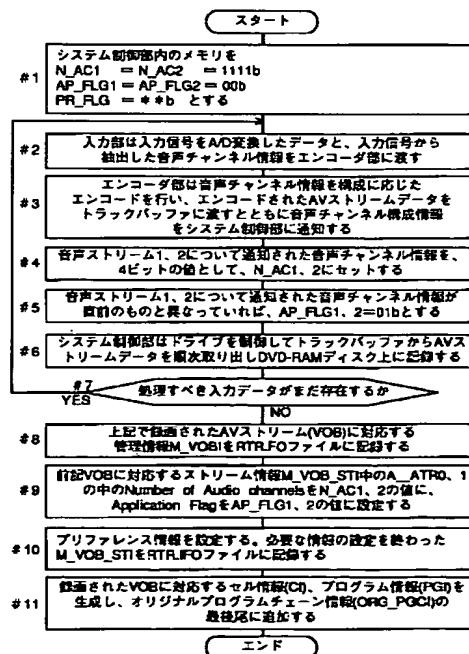 スタート
#1
システム制御部内のメモリを
N_AC1 = N_AC2 = 1111b
AP_FLG1 = AP_FLG2 = 00b
PR_FLG = **b とする
#2
入力部は入力信号をA/D変換したデータと、入力信号から
抽出した音声チャンネル情報をエンコーダ部に渡す
#3
エンコーダ部は音声チャンネル情報を構成に応じた
エンコードを行い、エンコードされたAVストリームデータを
トラックバッファに渡すとともに音声チャンネル構成情報
をシステム制御部に通知する
#4
音声ストリーム1、2について通知された音声チャンネル情報を、
4ビットの値として、N_AC1、2にセットする
#5
音声ストリーム1、2について通知された音声チャンネル情報が
直前のものと異なっていれば、AP_FLG1、2=01bとする
#6
システム制御部はドライブを制御してトラックバッファからAVス
トリームデータを順次取り出しDVD-RAMディスク上に記録する
#7
処理すべき入力データがまだ存在するか
YES
NO
#8
上記で録画されたAVストリーム(VOB)に対応する
管理情報M_VOBIをRTR.IFOファイルに記録する
#9
前記VOBに対応するストリーム情報M_VOB_STI中のA_ATR0、1
の中のNumber of Audio channelsをN_AC1、2の値に、
Application FlagをAP_FLG1、2の値に設定する
#10
プリファレンス情報を設定する。必要な情報の設定を終わった
M_VOB_STIをRTR.IFOファイルに記録する
#11
録画されたVOBに対応するセル情報(CI)、プログラム情報(PGI)を
生成し、オリジナルプログラムチェーン情報(ORG_PGCI)の
最後尾に追加する
エンド